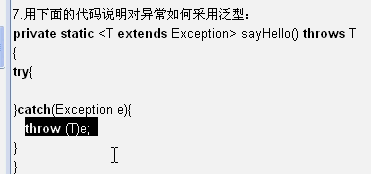 7.用下面的代码说明对异常如何采用泛型：
private static <T extends Exception> sayHello() throws T
{
try{
}catch(Exception e){
throw (T)e;
}
}